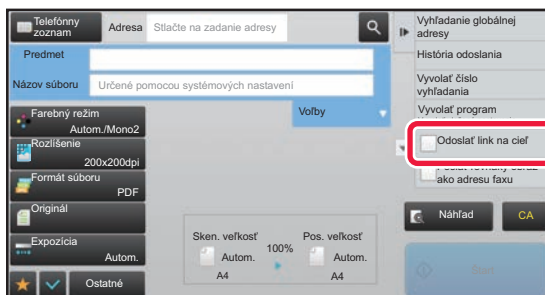 Telefónny
zoznam
Adresa
Stlačte na zadanie adresy
Predmet
Názov súboru
Určené pomocou systémových nastavení
Farebný režim
Autom./Mono2
Rozlíšenie
200x200dpi
Formát súboru
PDF
Originál
Expozícia
Autom.
Ostatné
Voľby
Sken. veľkosť
Autom.
A4
100%
Pos. veľkosť
Autom.
A4
Vyhľadanie globálnej
adresy
História odoslania
Vyvolať číslo
vyhľadania
Vyvolať program
Odoslať link na cieľ
ako adresu faxu
Náhľad
CA
Štart